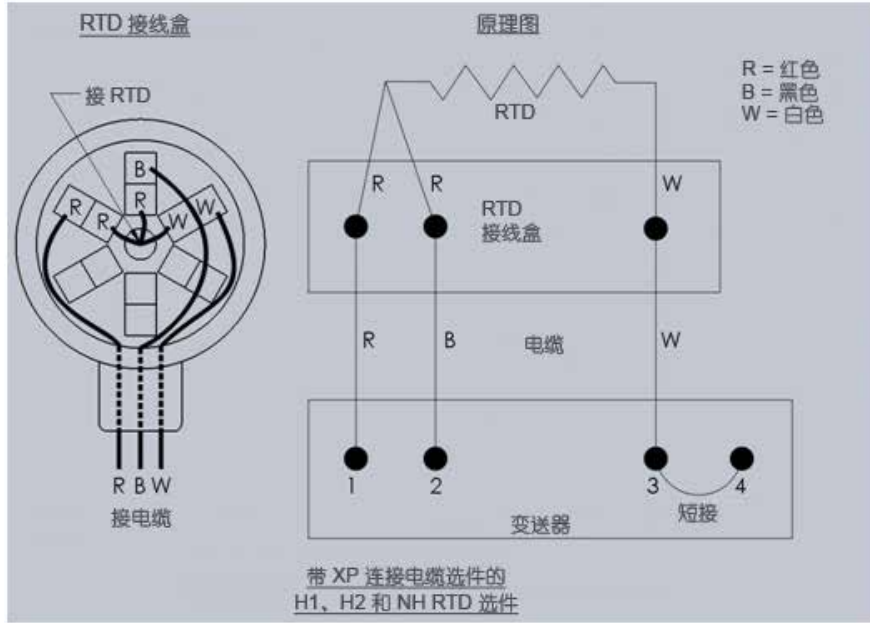 RTD 接线盒
接 RTD
B
R R R W W
R B W
接电缆
原理图
R = 红色
B = 黑色
W = 白色
RTD
R R W
RTD
接线盒
R B 电缆 W
1 2 3 4
短接
变送器
带 XP 连接电缆选件的
H1、H2 和 NH RTD 选件